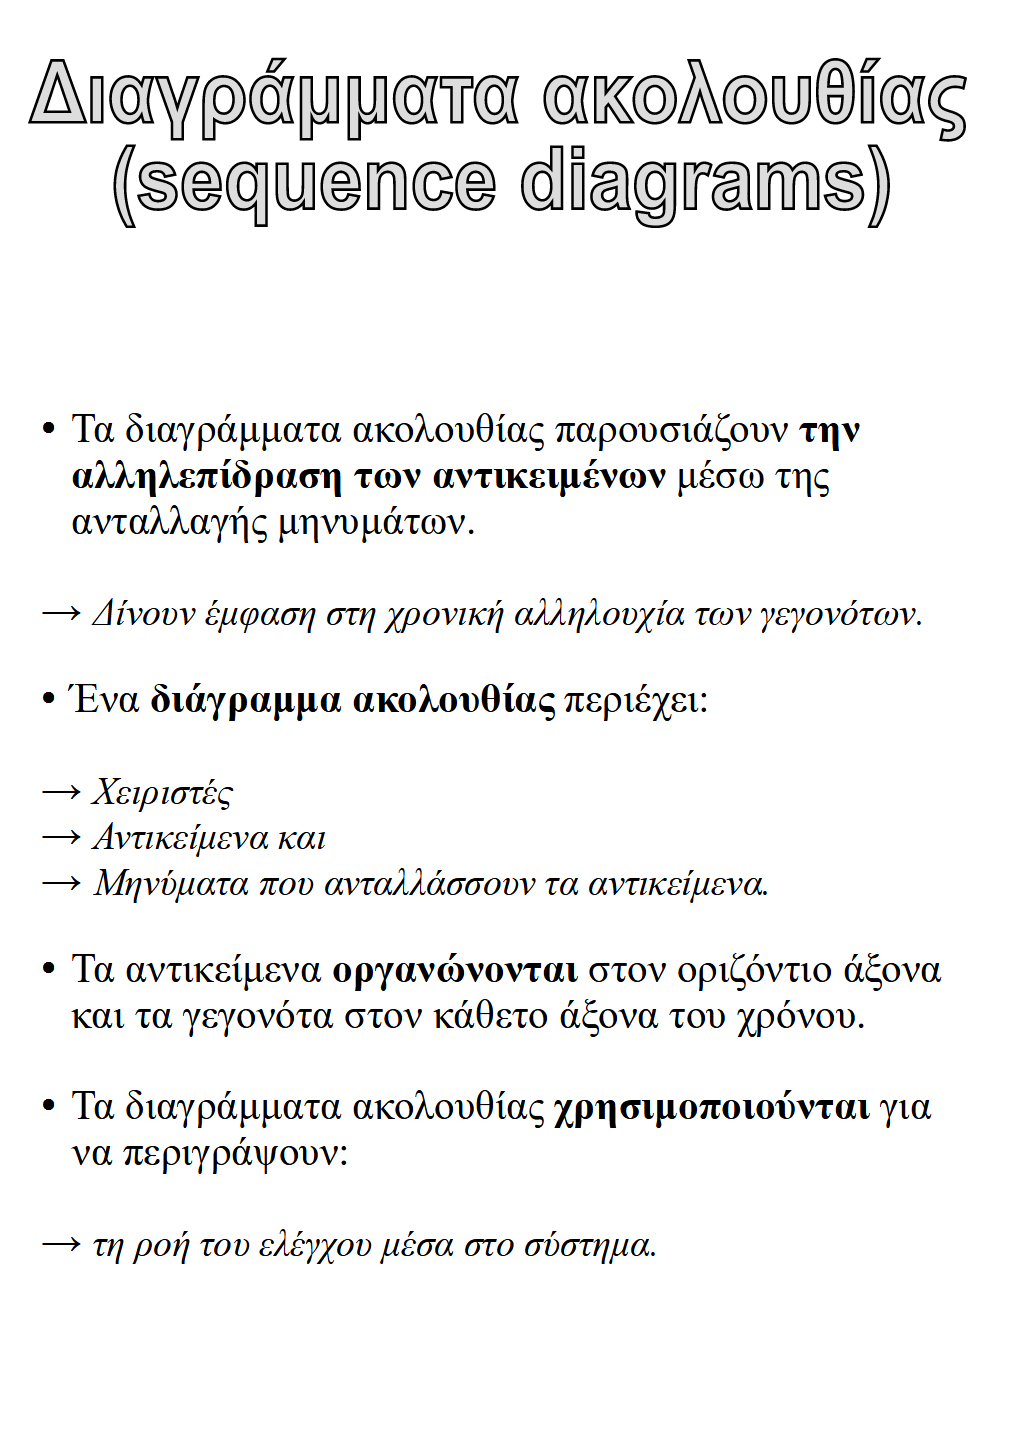 Διαγράμματα ακολουθίας
(sequence diagrams)
• Τα διαγράμματα ακολουθίας παρουσιάζουν την
αλληλεπίδραση των αντικειμένων μέσω της
ανταλλαγής μηνυμάτων.
→ Δίνουν έμφαση στη χρονική αλληλουχία των γεγονότων.
• Ένα διάγραμμα ακολουθίας περιέχει:
→ Χειριστές
→ Αντικείμενα και
→ Μηνύματα που ανταλλάσσουν τα αντικείμενα.
• Τα αντικείμενα οργανώνονται στον οριζόντιο άξονα
και τα γεγονότα στον κάθετο άξονα του χρόνου.
• Τα διαγράμματα ακολουθίας χρησιμοποιούνται για
να περιγράψουν:
→ τη ροή του ελέγχου μέσα στο σύστημα.